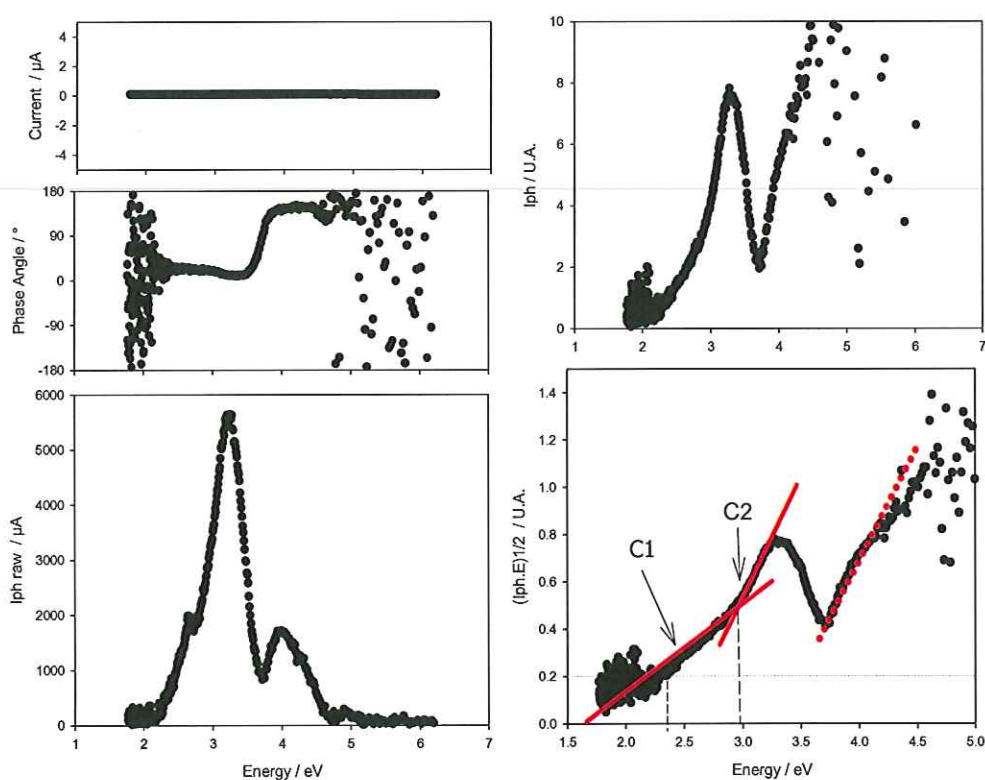 Current / µA
4
2
0
-2
-4
Phase Angle / °
180
90
0
-90
-180
Iph raw / µA
6000
5000
4000
3000
2000
1000
0
1 2 3 4 5 6 7
Energy / eV
Iph / U.A.
10
8
6
4
2
0
1 2 3 4 5 6 7
(Iph.E)1/2 / U.A.
1.4
1.2
1.0
0.8
0.6
0.4
0.2
0.0
C1
C2
1.5 2.0 2.5 3.0 3.5 4.0 4.5 5.0
Energy / eV